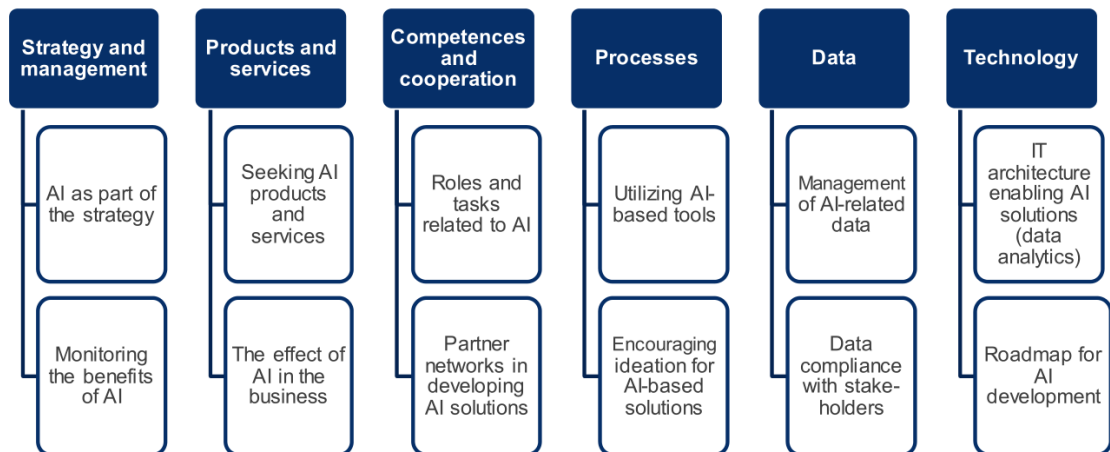 Strategy and
management
Products and
services
Competences
and
cooperation
Processes
Data
Technology
AI as part of
the strategy
Seeking AI
products
and
services
Roles and
tasks
related to AI
Utilizing AI-
based tools
Management
of AI-related
data
IT
architecture
enabling AI
solutions
(data
analytics)
Monitoring
the benefits
of AI
The effect of
AI in the
business
Partner
networks in
developing
AI solutions
Encouraging
ideation for
AI-based
solutions
Data
compliance
with stake-
holders
Roadmap for
AI
development